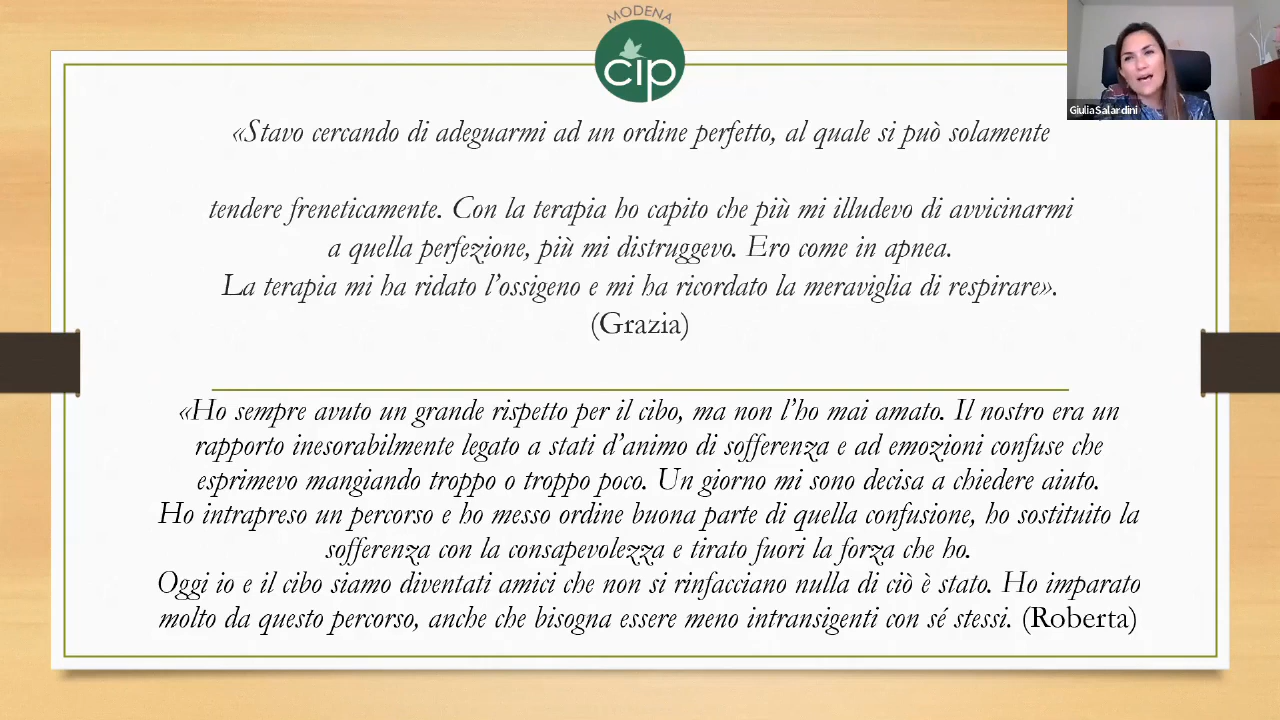 MODENA
cip
GiuliaSalardini
«Stavo cercando di adeguarmi ad un ordine perfetto, al quale si può solamente
tendere freneticamente. Con la terapia ho capito che più mi illudevo di avvicinarmi
a quella perfezione, più mi distruggevo. Ero come in apnea.
La terapia mi ha ridato l'ossigeno e mi ha ricordato la meraviglia di respirare».
(Grazia)
«Ho sempre avuto un grande rispetto per il cibo, ma non l'ho mai amato. Il nostro era un
rapporto inesorabilmente legato a stati d'animo di sofferenza e ad emozioni confuse che
esprimevo mangiando troppo o troppo poco. Un giorno mi sono decisa a chiedere aiuto.
Ho intrapreso un percorso e ho messo ordine buona parte di quella confusione, ho sostituito la
sofferenza con la consapevolezza e tirato fuori la forza che ho.
Oggi io e il cibo siamo diventati amici che non si rinfacciano nulla di ciò è stato. Ho imparato
molto da questo percorso, anche che bisogna essere meno intransigenti con sé stessi. (Roberta)